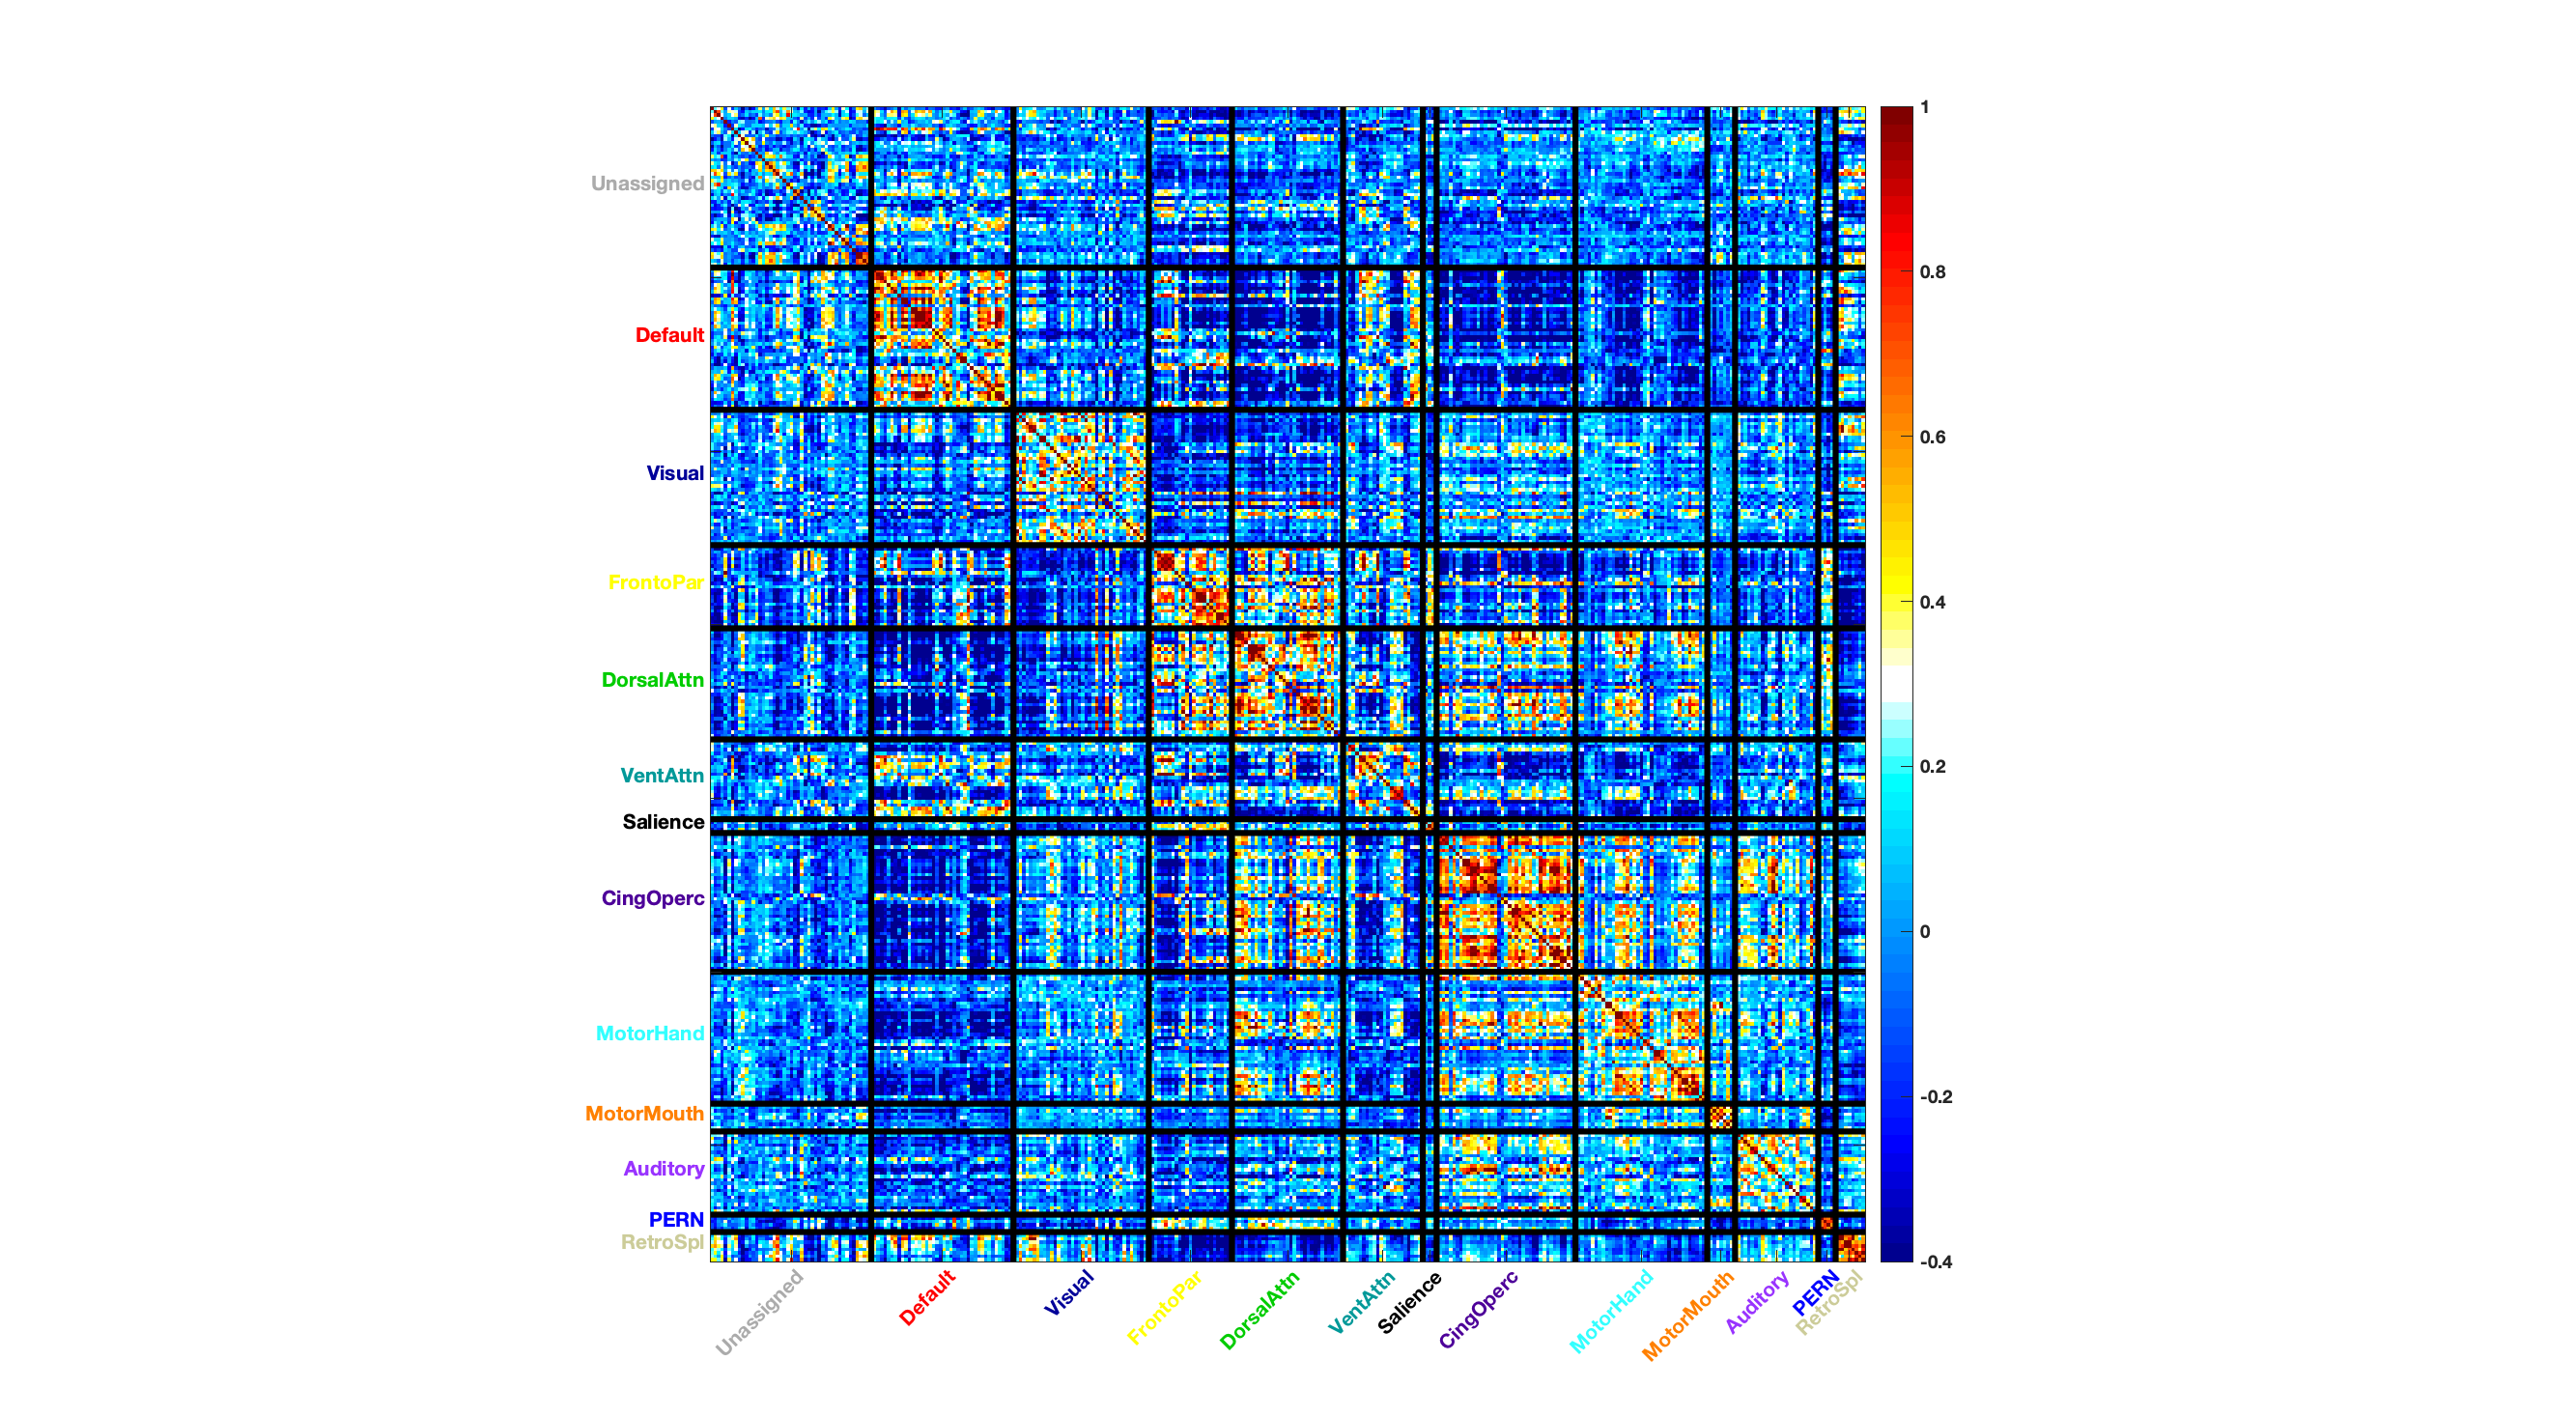 Unassigned
Default
Visual
FrontoPar
DorsalAttn
VentAttn
Salience
CingOperc
MotorHand
MotorMouth
Auditory
PERN
RetroSpl
Unassigned
Default
Visual
FrontoPar
DorsalAttn
VentAttn
Salience
CingOperc
MotorHand
MotorMouth
Auditory
PERN
RetroSpl
1
0.8
0.6
0.4
0.2
0
-0.2
-0.4